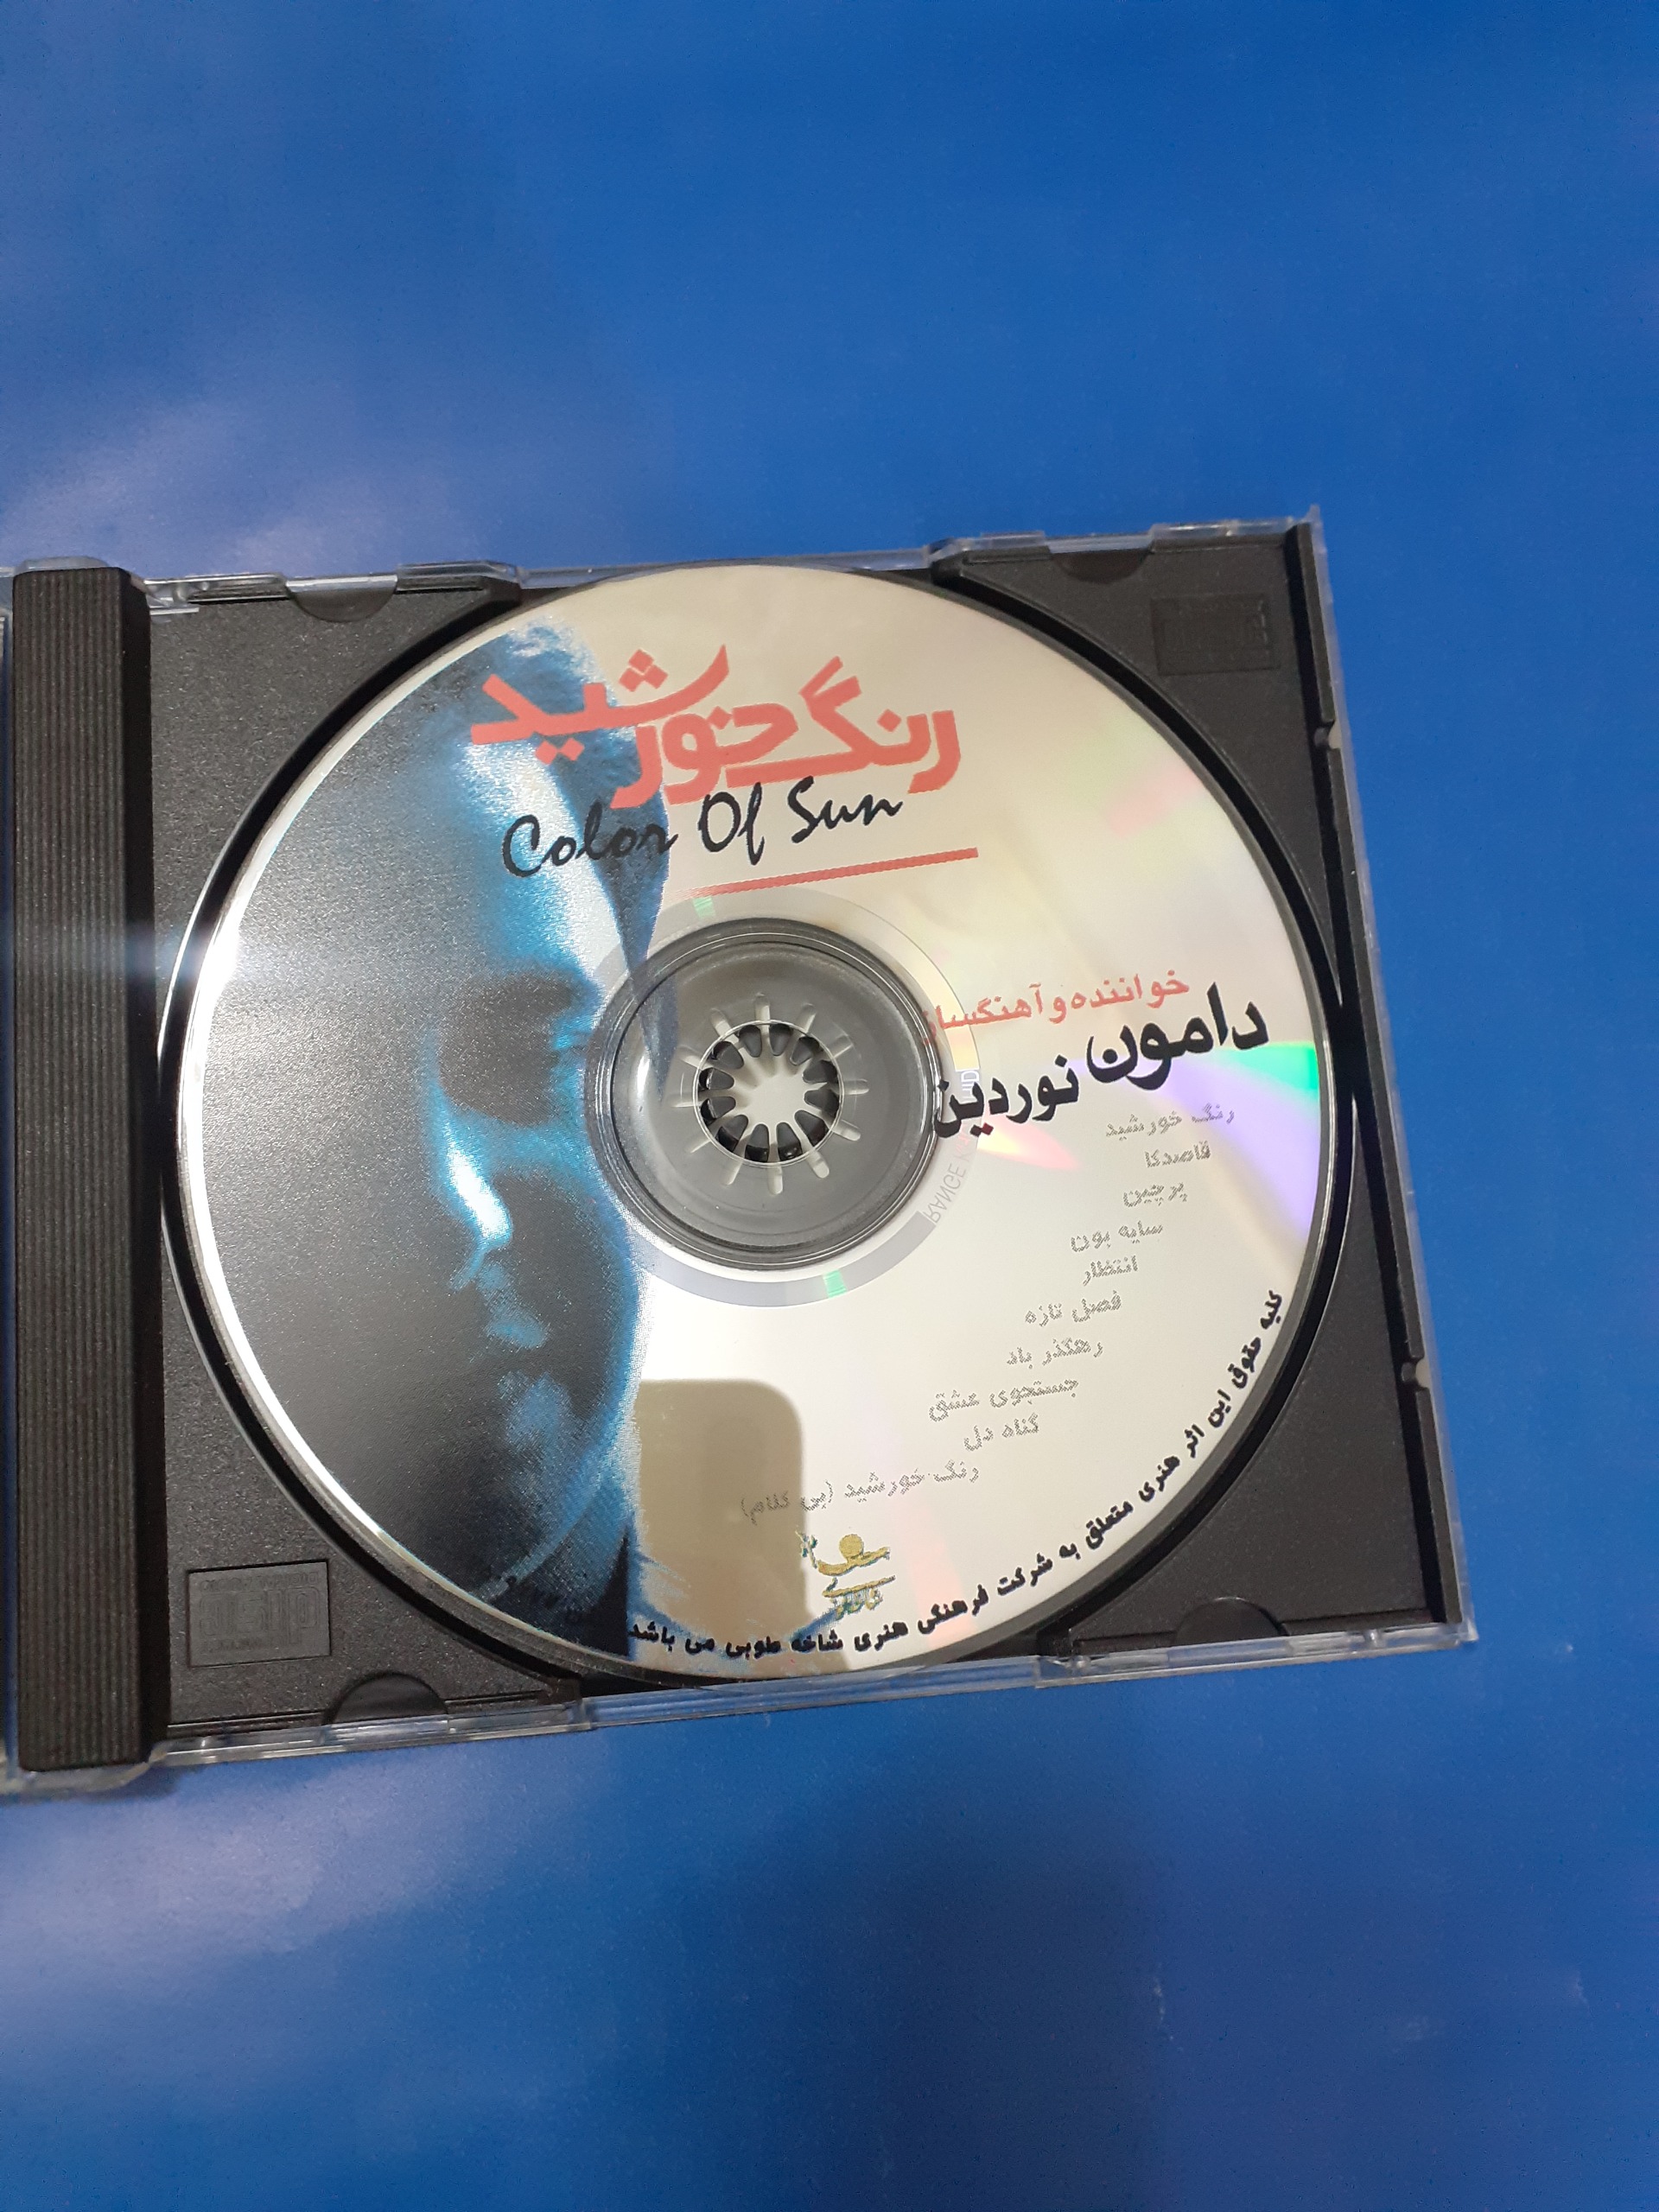 رنگ خورشید
Color Of Sun
خواننده و آهنگساز
دامون نوردین
رنگ خورشید
قاصدکا
پرچین
سایه بون
انتظار
فصل تازه
رهگذر باد
جستجوی عشق
گناه دل
رنگ خورشید (بی کلام)
کلیه حقوق این اثر هنری متعلق به شرکت فرهنگی هنری شاخه طوبی می باشد